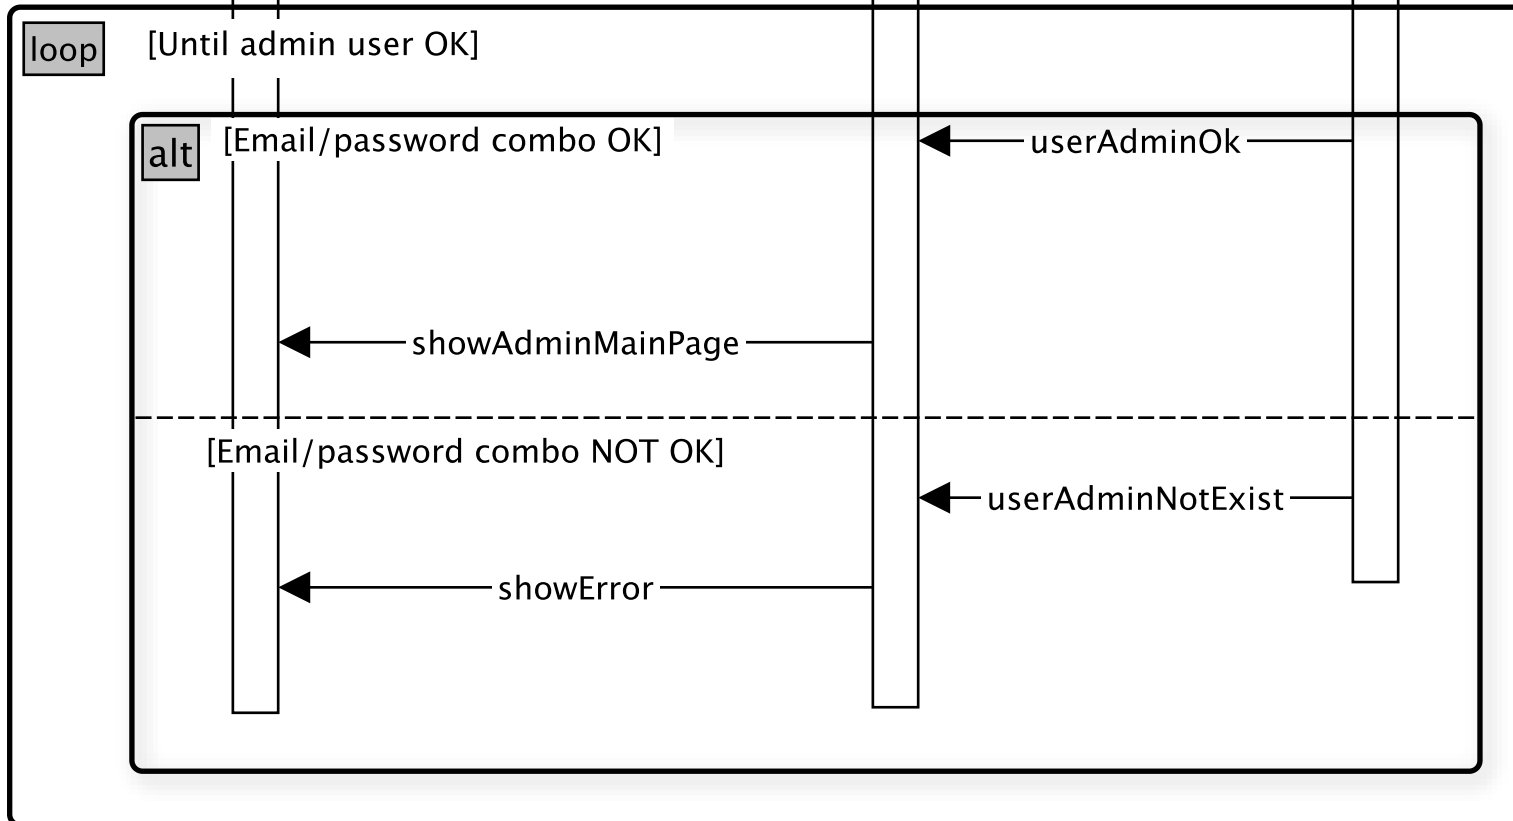 loop
[Until admin user OK]
alt
[Email/password combo OK]
userAdminOk
showAdminMainPage
[Email/password combo NOT OK]
userAdminNotExist
showError